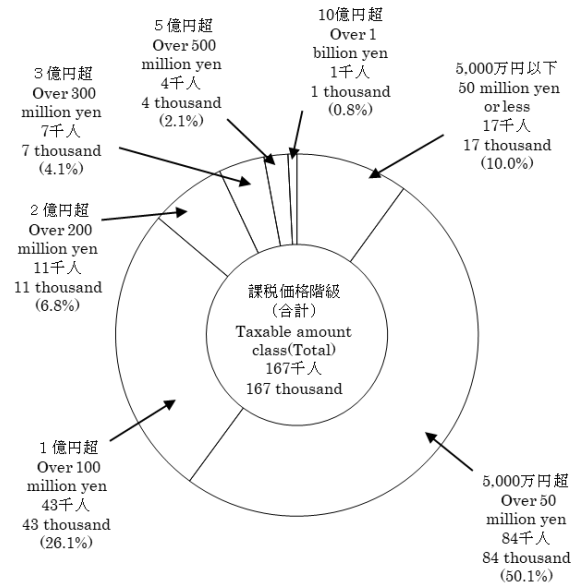 10億円超
Over 1
billion yen
1千人
1 thousand
(0.8%)
5,000万円以下
50 million yen
or less
17千人
17 thousand
(10.0%)
5,000万円超
Over 50
million yen
84千人
84 thousand
(50.1%)
１億円超
Over 100
million yen
43千人
43 thousand
(26.1%)
２億円超
Over 200
million yen
11千人
11 thousand
(6.8%)
３億円超
Over 300
million yen
7千人
7 thousand
(4.1%)
５億円超
Over 500
million yen
4千人
4 thousand
(2.1%)
課税価格階級
（合計）
Taxable amount
class(Total)
167千人
167 thousand